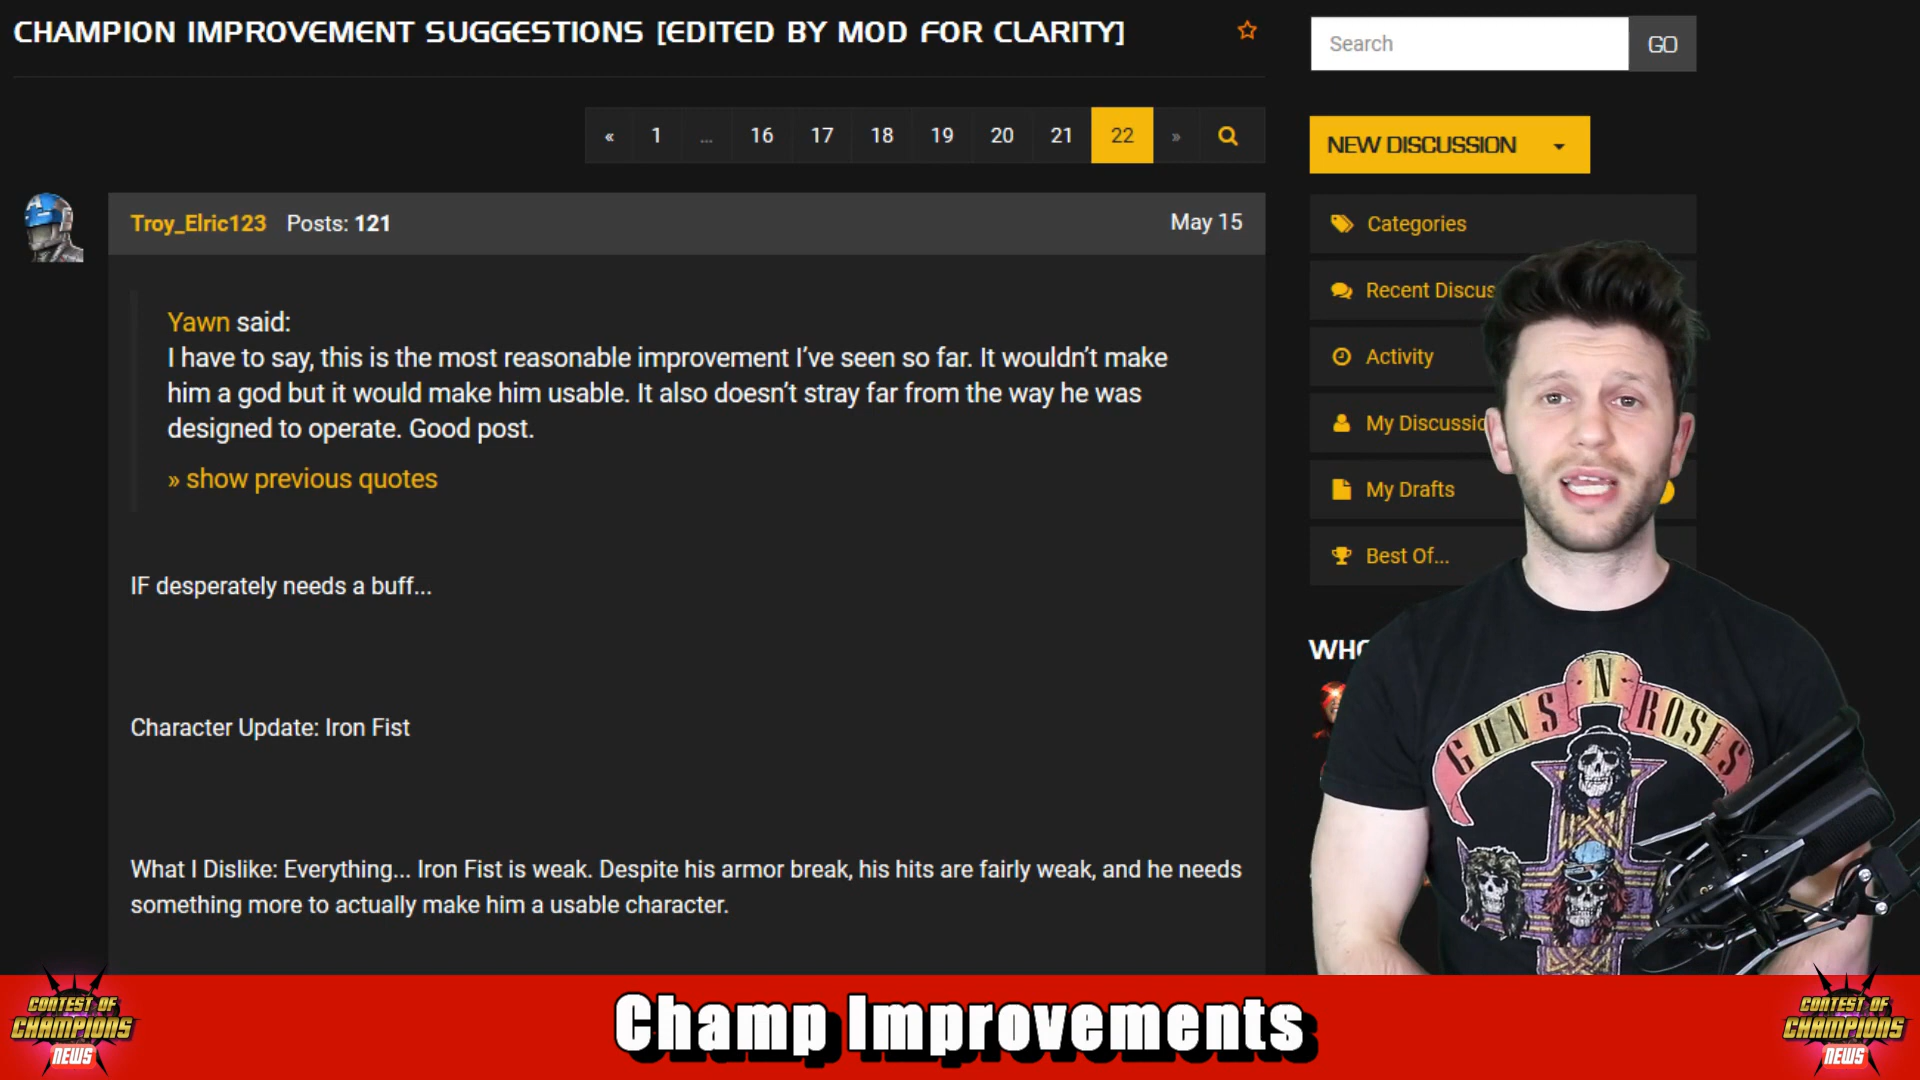 CHAMPION IMPROVEMENT SUGGESTIONS [EDITED BY MOD FOR CLARITY]
Search
GO
« 1 ... 16 17 18 19 20 21 22 »
NEW DISCUSSION
Troy_Elric123 Posts: 121
May 15
Categories
Recent Discus
Activity
My Discussio
My Drafts
Best Of...
Yawn said:
I have to say, this is the most reasonable improvement I've seen so far. It wouldn't make
him a god but it would make him usable. It also doesn't stray far from the way he was
designed to operate. Good post.
» show previous quotes
IF desperately needs a buff...
Character Update: Iron Fist
What I Dislike: Everything... Iron Fist is weak. Despite his armor break, his hits are fairly weak, and he needs
something more to actually make him a usable character.
WHO
GUNS N' ROSES
CONTEST OF
CHAMPIONS
NEWS
Champ Improvements
CONTEST OF
CHAMPIONS
NEWS